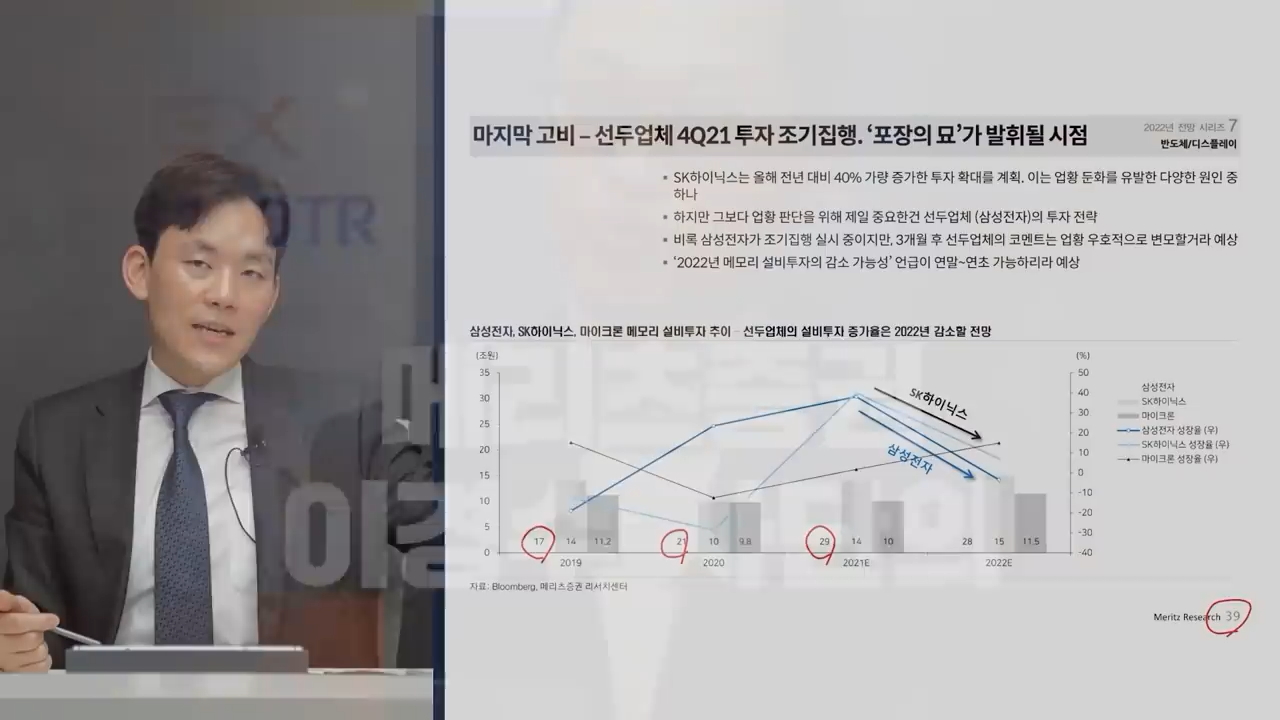 TR
마지막 고비 – 선두업체 4Q21 투자 조기집행. ‘포장의 묘’가 발휘될 시점
2022년 전망 시리즈 7
반도체/디스플레이
▪ SK하이닉스는 올해 전년 대비 40% 가량 증가한 투자 확대를 계획. 이는 업황 둔화를 유발한 다양한 원인 중
하나
▪ 하지만 그보다 업황 판단을 위해 제일 중요한건 선두업체 (삼성전자)의 투자 전략
▪ 비록 삼성전자가 조기집행 실시 중이지만, 3개월 후 선두업체의 코멘트는 업황 우호적으로 변모할거라 예상
▪ ‘2022년 메모리 설비투자의 감소 가능성’ 언급이 연말~연초 가능하리라 예상
삼성전자, SK하이닉스, 마이크론 메모리 설비투자 추이 – 선두업체의 설비투자 증가율은 2022년 감소할 전망
(조원)
(%)
35
30
25
20
15
10
5
0
50
40
30
20
10
0
-10
-20
-30
-40
SK하이닉스
삼성전자
17 14 11.2
21 10 9.8
29 14 10
28 15 11.5
2019 2020 2021E 2022E
삼성전자
SK하이닉스
마이크론
삼성전자 성장율 (우)
SK하이닉스 성장율 (우)
마이크론 성장율 (우)
자료: Bloomberg, 메리츠증권 리서치센터
Meritz Research 39
메리츠증권